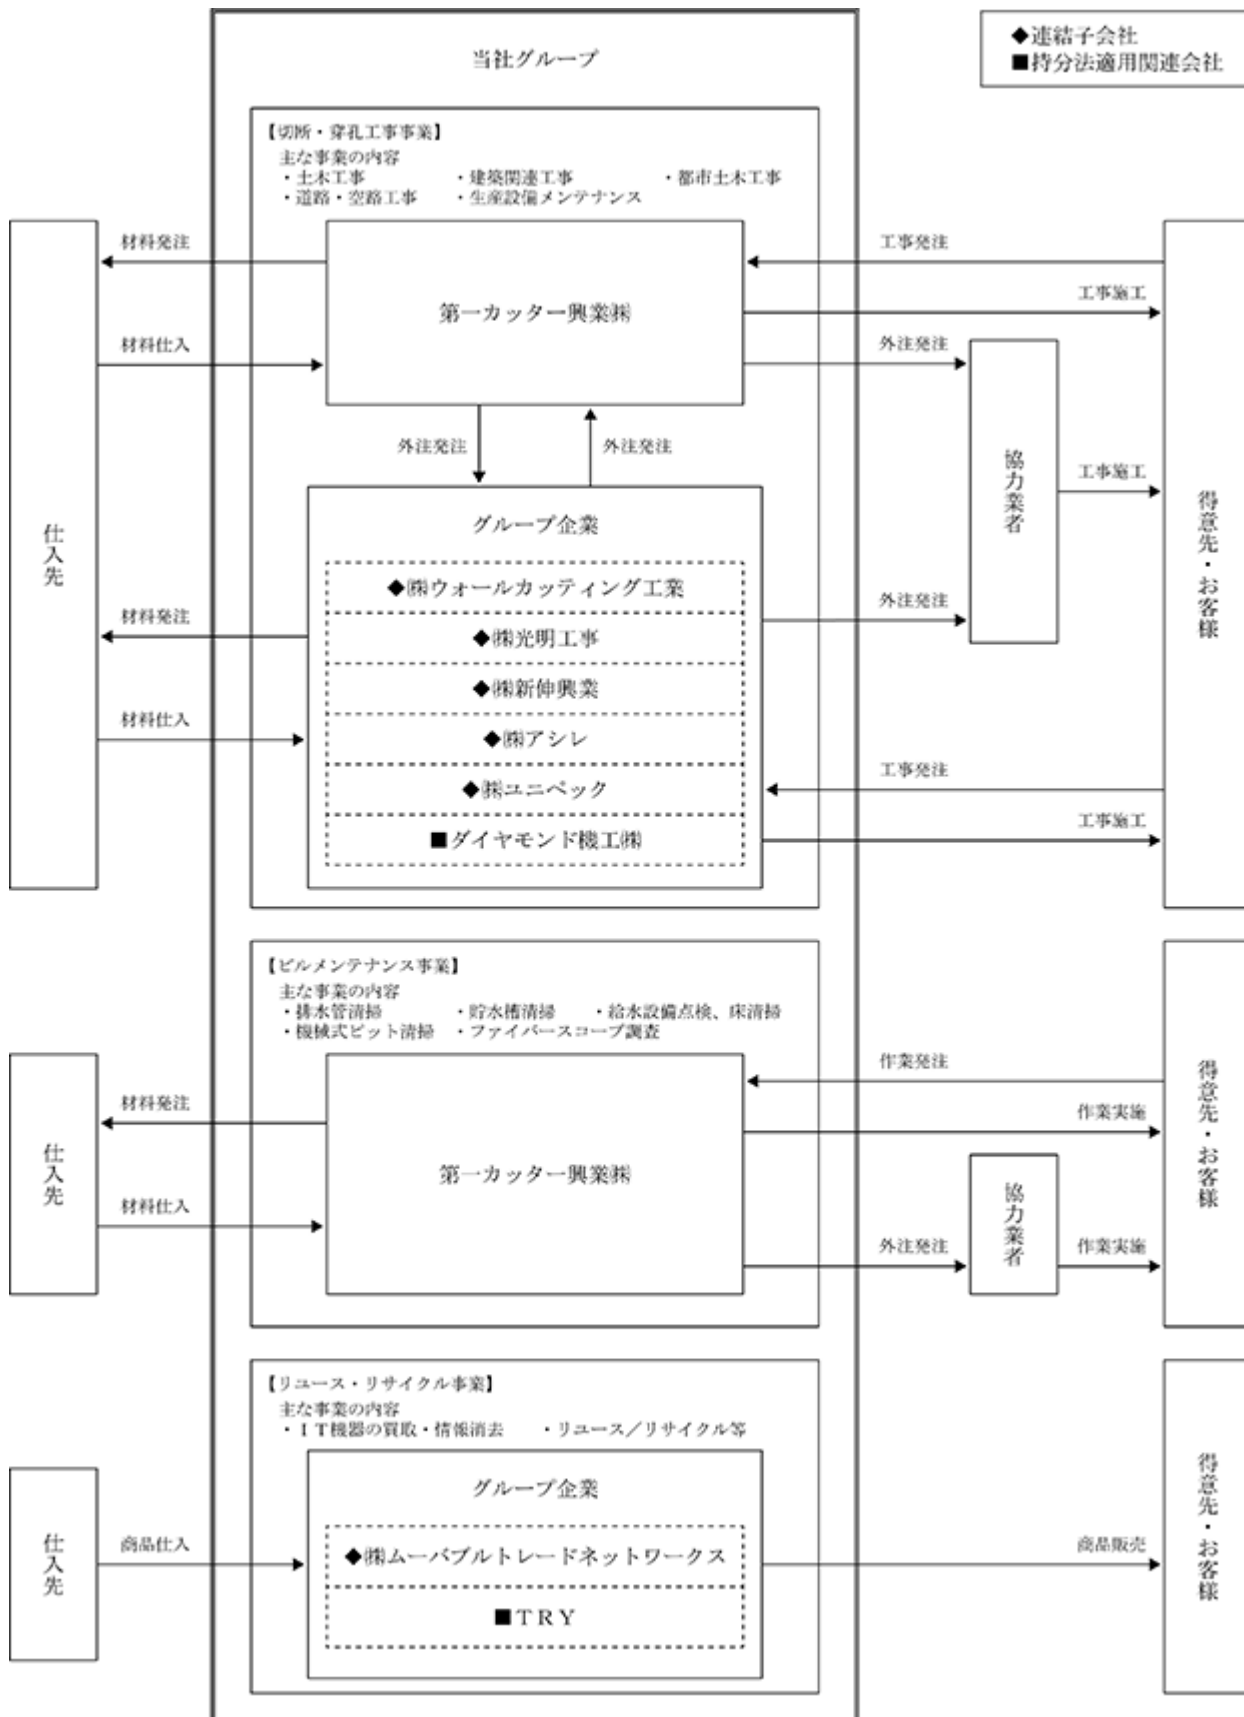 当社グループ
◆連結子会社
■持分法適用関連会社
【切断・穿孔工事事業】
主な事業の内容
・土木工事 ・建築関連工事 ・都市土木工事
・道路・空路工事 ・生産設備メンテナンス
材料発注
工事発注
第一カッター興業㈱
工事施工
材料仕入
外注発注
外注発注
外注発注
協力業者
工事施工
仕入先
得意先・お客様
グループ企業
◆㈱ウォールカッティング工業
外注発注
材料発注
◆㈱光明工事
◆㈱新伸興業
材料仕入
◆㈱アシレ
工事発注
◆㈱ユニペック
■ダイヤモンド機工㈱
工事施工
【ビルメンテナンス事業】
主な事業の内容
・排水管清掃 ・貯水槽清掃 ・給水設備点検、床清掃
・機械式ピット清掃 ・ファイバースコープ調査
作業発注
材料発注
作業実施
仕入先
第一カッター興業㈱
得意先・お客様
材料仕入
協力業者
外注発注
作業実施
【リユース・リサイクル事業】
主な事業の内容
・ＩＴ機器の買取・情報消去 ・リユース／リサイクル等
グループ企業
仕入先
商品仕入
◆㈱ムーバブルトレードネットワークス
商品販売
得意先・お客様
■ＴＲＹ